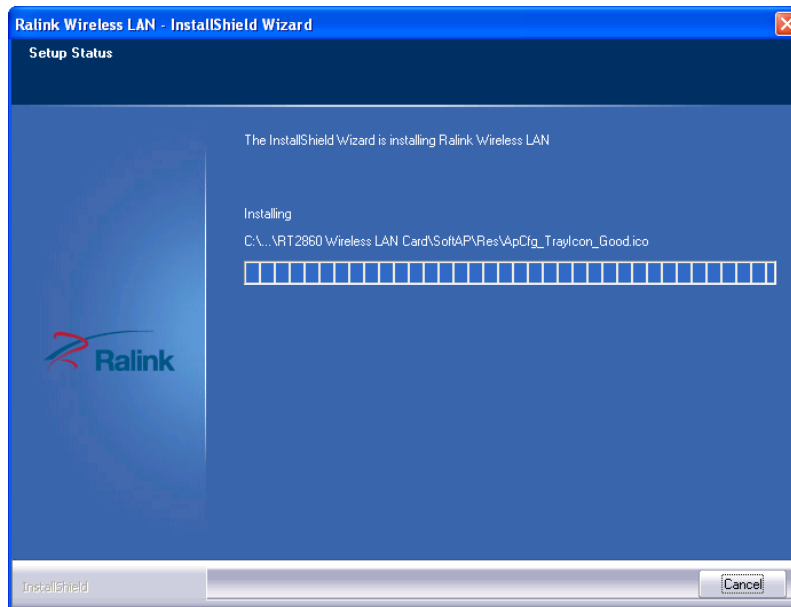 Ralink Wireless LAN - InstallShield Wizard
Setup Status
The InstallShield Wizard is installing Ralink Wireless LAN
Installing
C:\...\RT2860 Wireless LAN Card\SoftAP\Res\ApCfg_TrayIcon_Good.ico
Ralink
InstallShield
Cancel